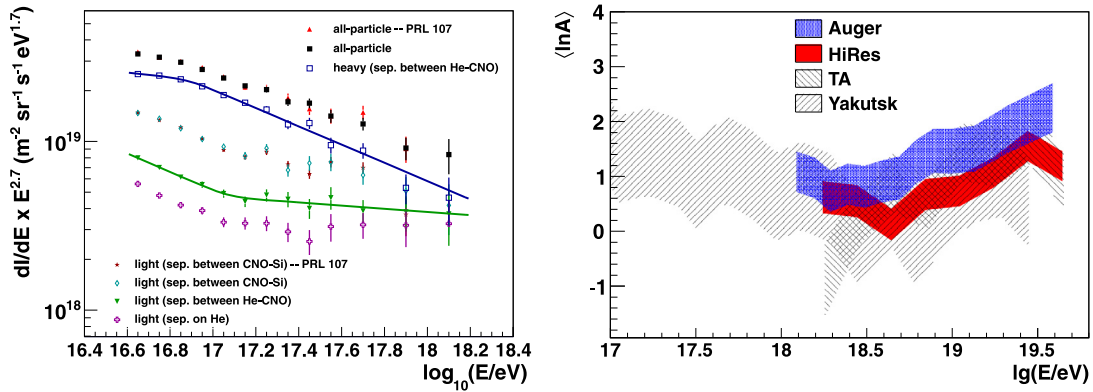 dI/dE x E^2.7 (m^-2 sr^-1 s^-1 eV^1.7)
10^19
10^18
all-particle -- PRL 107
all-particle
heavy (sep. between He-CNO)
light (sep. between CNO-Si) -- PRL 107
light (sep. between CNO-Si)
light (sep. between He-CNO)
light (sep. on He)
16.4 16.6 16.8 17 17.2 17.4 17.6 17.8 18 18.2 18.4
log10(E/eV)
⟨lnA⟩
4
3
2
1
0
-1
Auger
HiRes
TA
Yakutsk
17 17.5 18 18.5 19 19.5
lg(E/eV)